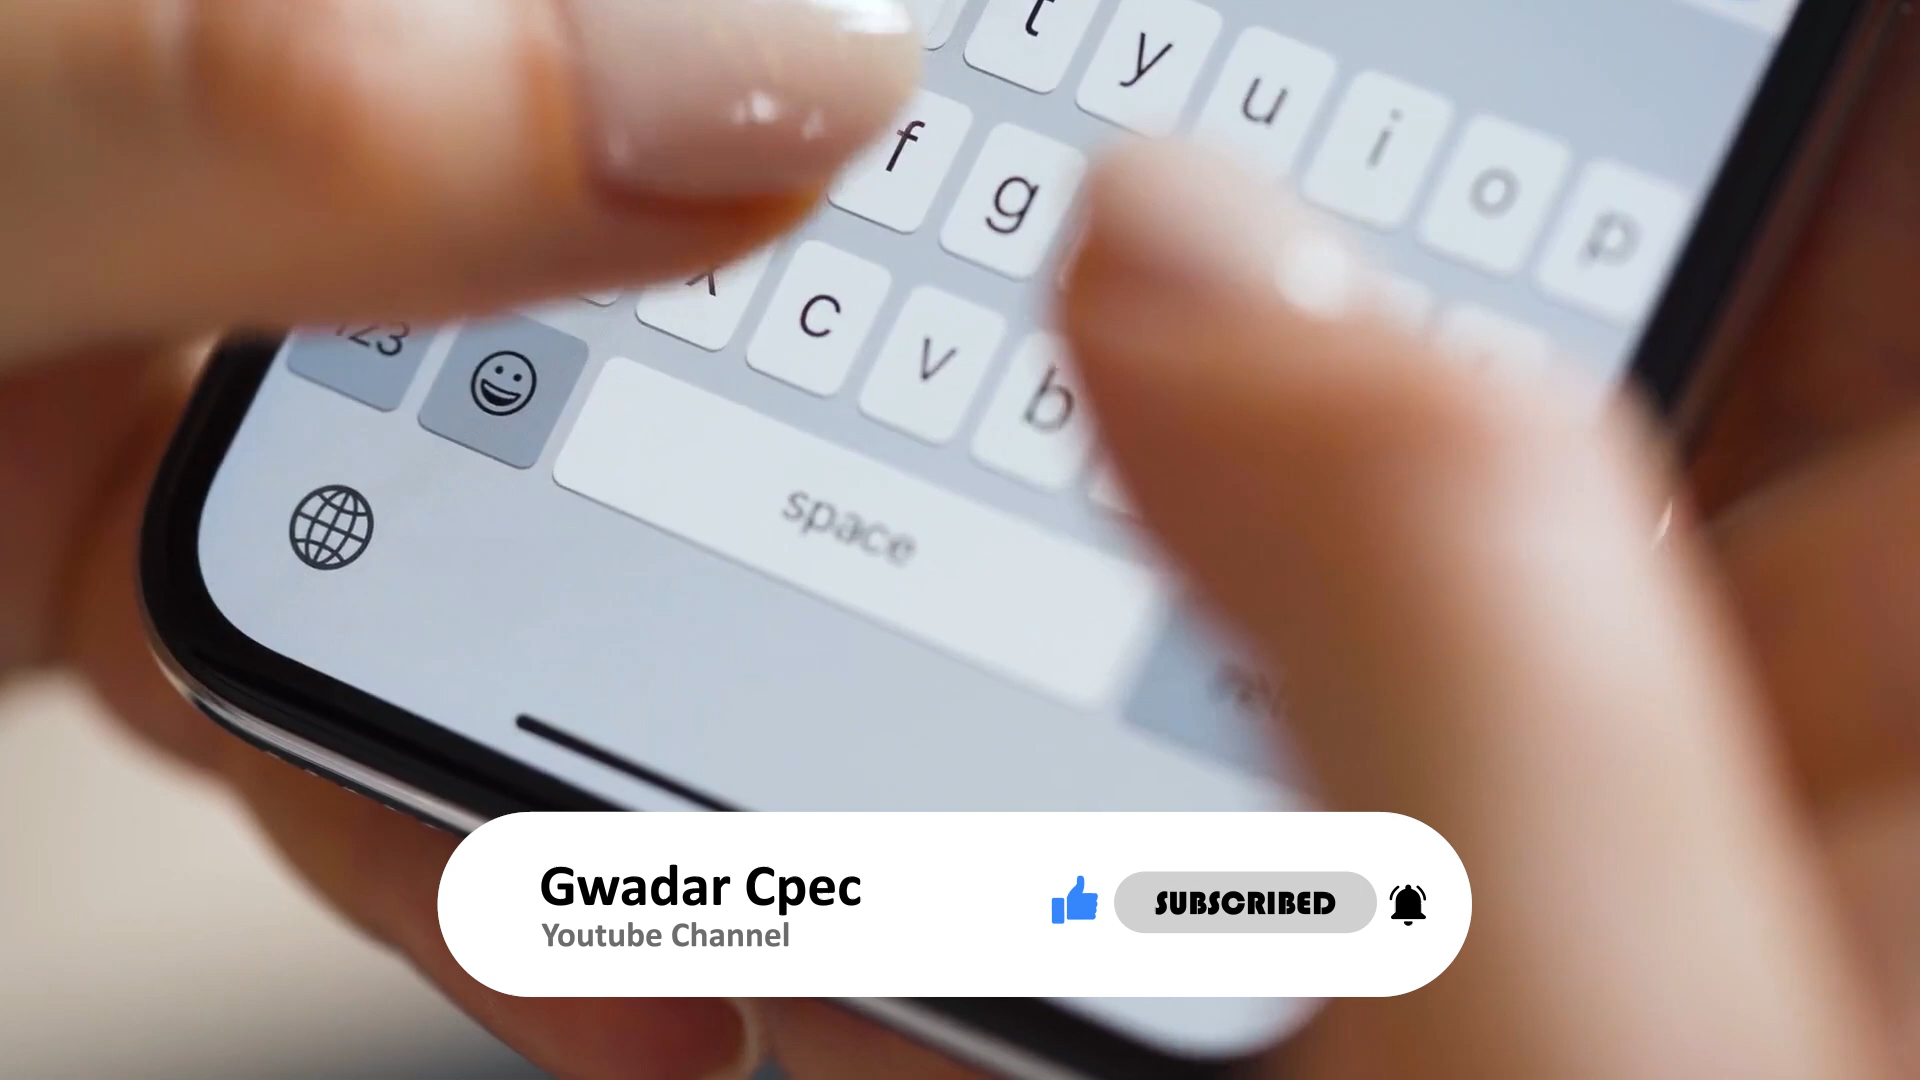 t y u i o p
f g
x c v b
123
space
Gwadar Cpec
Youtube Channel
SUBSCRIBED